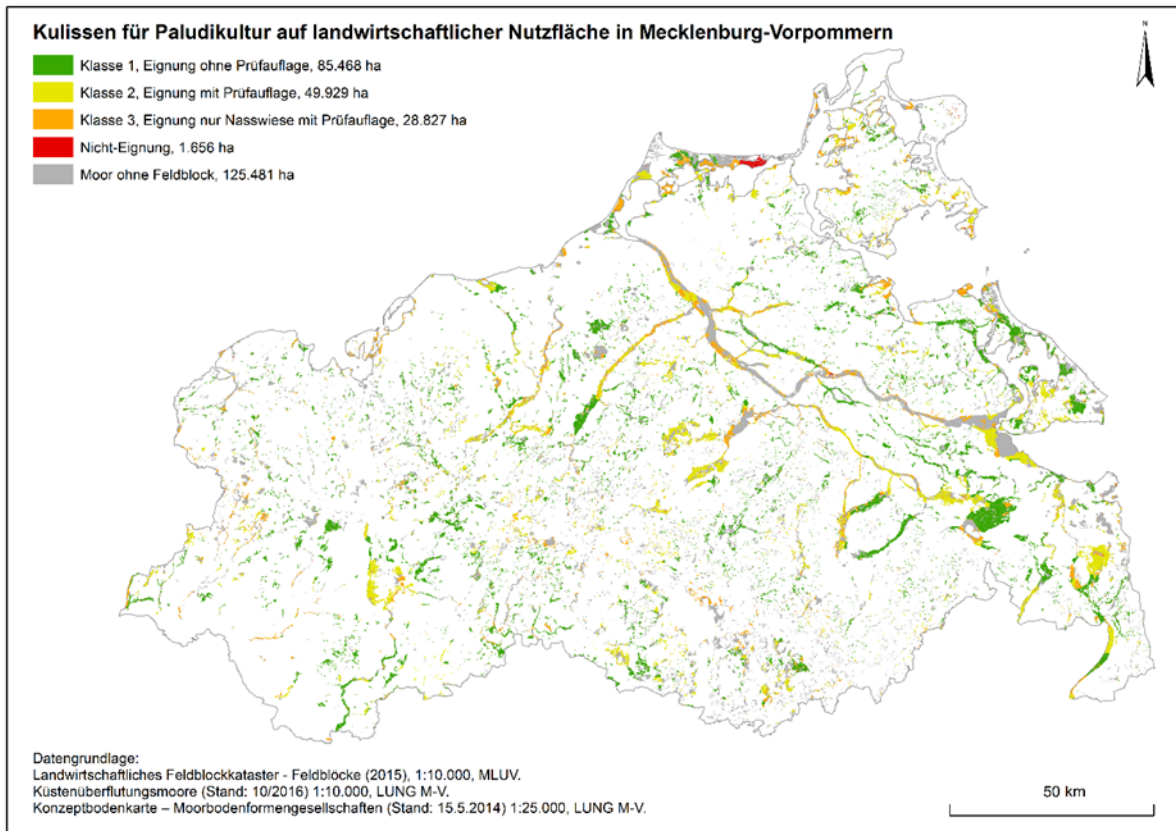 Kulissen für Paludikultur auf landwirtschaftlicher Nutzfläche in Mecklenburg-Vorpommern
N
Klasse 1, Eignung ohne Prüfauflage, 85.468 ha
Klasse 2, Eignung mit Prüfauflage, 49.929 ha
Klasse 3, Eignung nur Nasswiese mit Prüfauflage, 28.827 ha
Nicht-Eignung, 1.656 ha
Moor ohne Feldblock, 125.481 ha
Datengrundlage:
Landwirtschaftliches Feldblockkataster - Feldblöcke (2015), 1:10.000, MLUV.
Küstenüberflutungsmoore (Stand: 10/2016) 1:10.000, LUNG M-V.
Konzeptbodenkarte – Moorbodenformengesellschaften (Stand: 15.5.2014) 1:25.000, LUNG M-V.
50 km